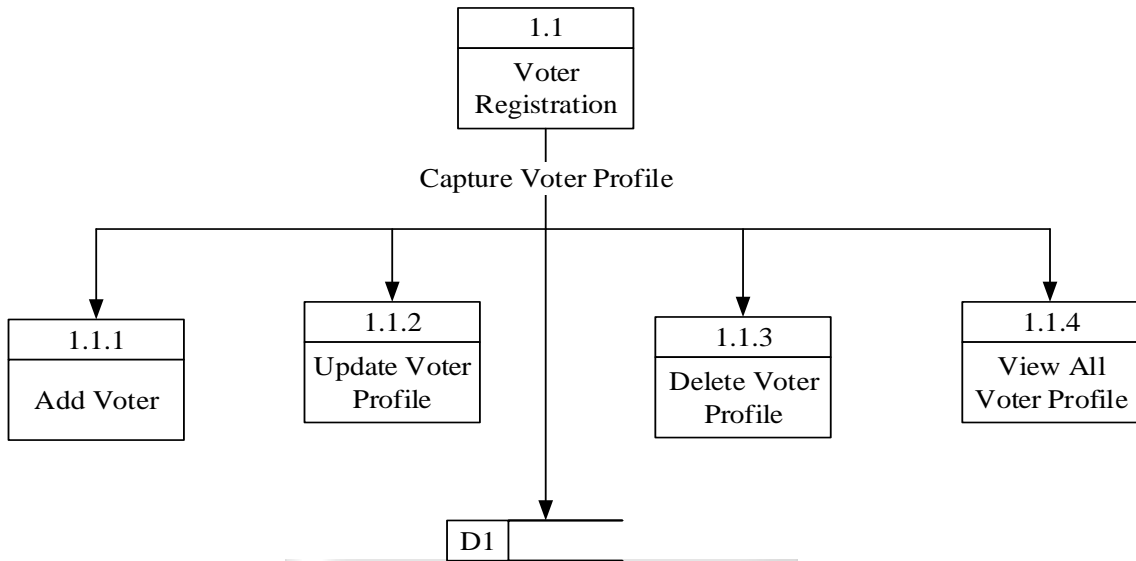 1.1
Voter
Registration
Capture Voter Profile
1.1.1
Add Voter
1.1.2
Update Voter
Profile
1.1.3
Delete Voter
Profile
1.1.4
View All
Voter Profile
D1